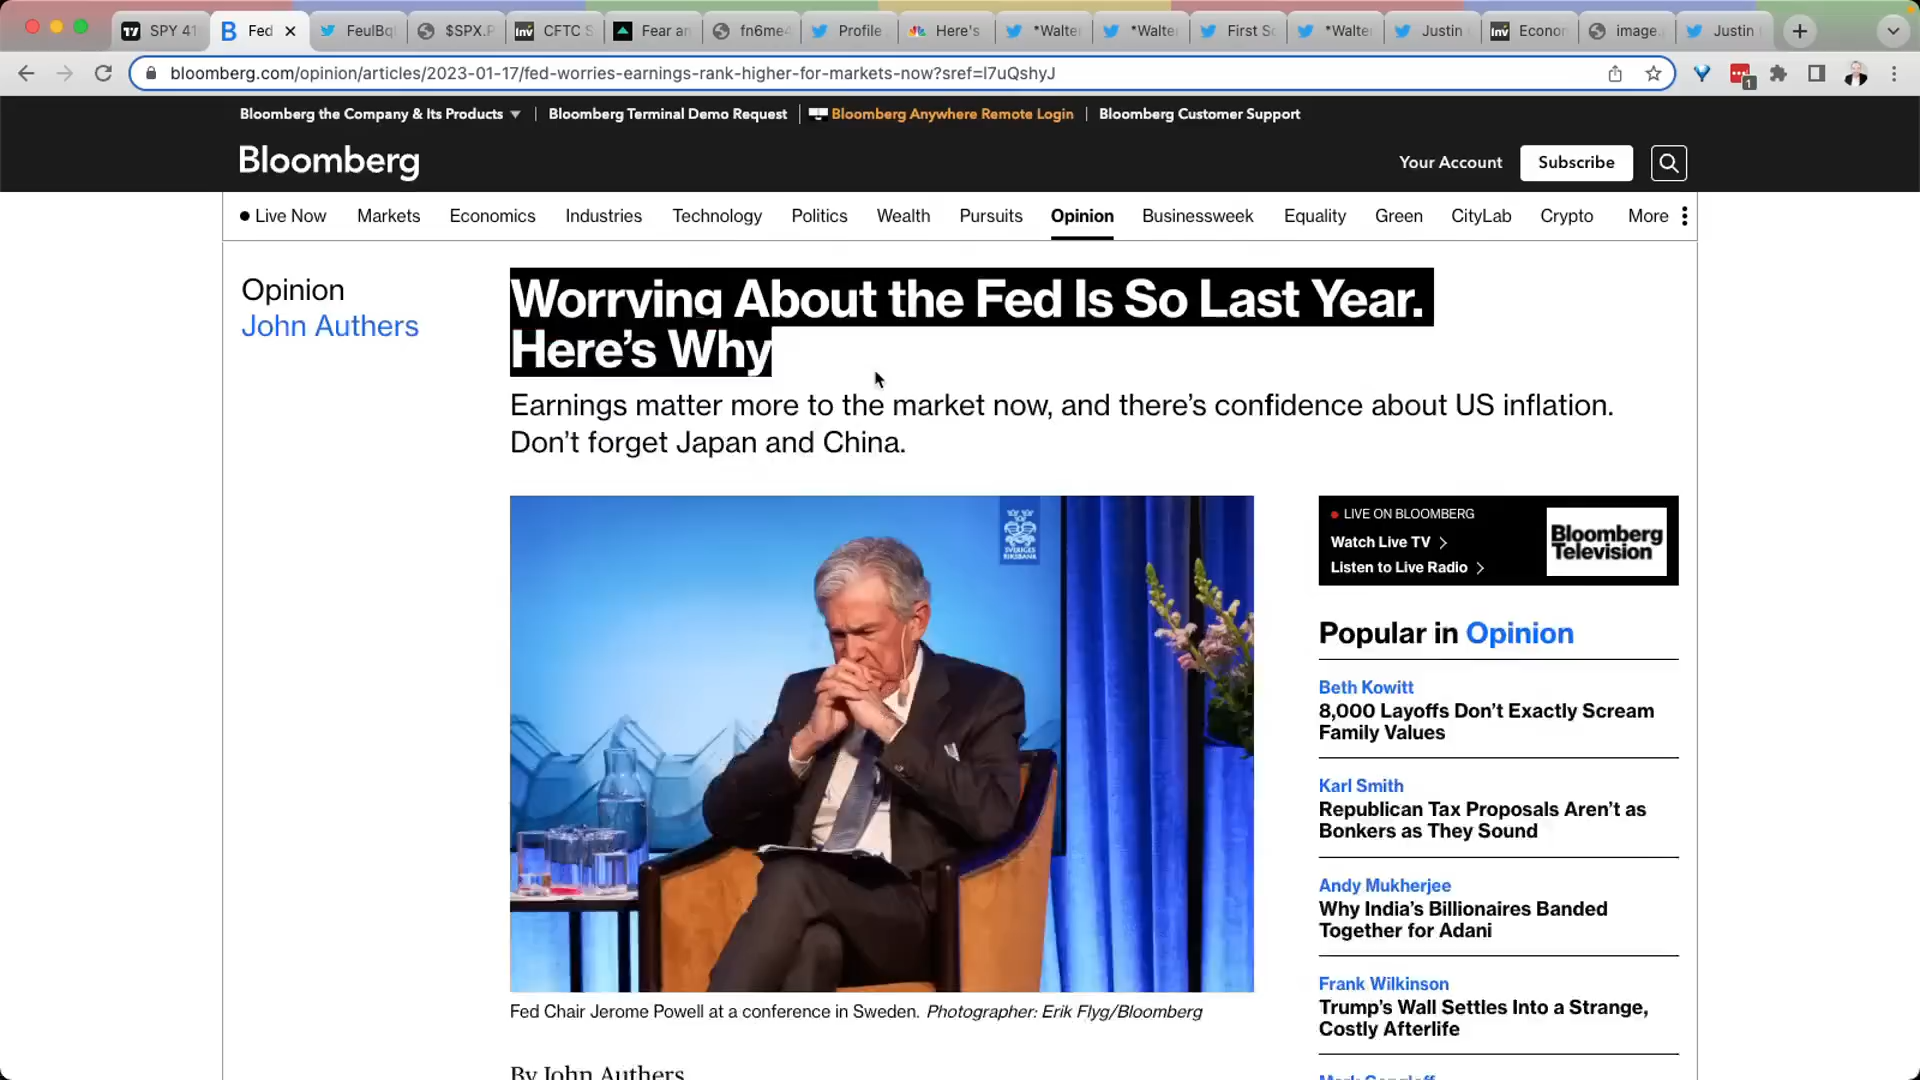 SPY 41
Fed
FeulBq
$SPX.P
CFTC S
Fear an
fn6me4
Profile
Here's
*Walte
*Walte
First Sq
*Walte
Justin
Econo
image.
Justin
bloomberg.com/opinion/articles/2023-01-17/fed-worries-earnings-rank-higher-for-markets-now?sref=I7uQshyJ
1
Bloomberg the Company & Its Products
Bloomberg Terminal Demo Request
Bloomberg Anywhere Remote Login
Bloomberg Customer Support
Bloomberg
Your Account
Subscribe
Live Now
Markets
Economics
Industries
Technology
Politics
Wealth
Pursuits
Opinion
Businessweek
Equality
Green
CityLab
Crypto
More
Opinion
John Authers
Worrying About the Fed Is So Last Year.
Here's Why
Earnings matter more to the market now, and there's confidence about US inflation.
Don't forget Japan and China.
SVERIGES
RIKSBANK
Fed Chair Jerome Powell at a conference in Sweden. Photographer: Erik Flyg/Bloomberg
By John Authers
LIVE ON BLOOMBERG
Watch Live TV
Listen to Live Radio
Bloomberg
Television
Popular in Opinion
Beth Kowitt
8,000 Layoffs Don't Exactly Scream
Family Values
Karl Smith
Republican Tax Proposals Aren't as
Bonkers as They Sound
Andy Mukherjee
Why India's Billionaires Banded
Together for Adani
Frank Wilkinson
Trump's Wall Settles Into a Strange,
Costly Afterlife